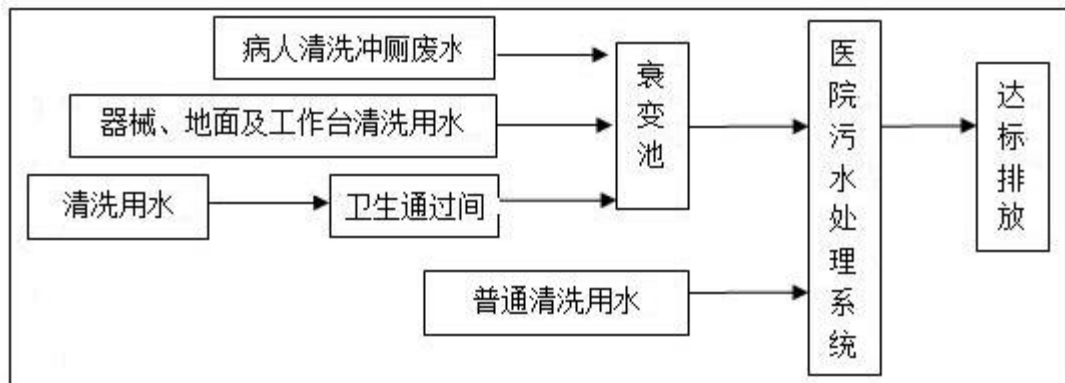 病人清洗冲厕废水
器械、地面及工作台清洗用水
清洗用水
卫生通过间
衰变池
普通清洗用水
医院污水处理系统
达标排放